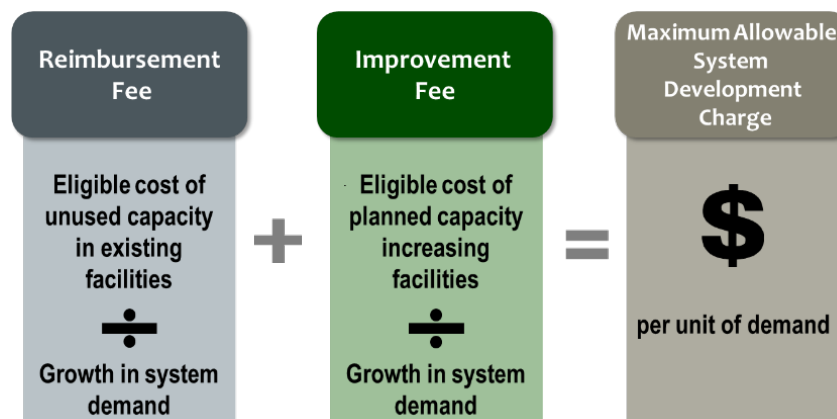 Reimbursement
Fee
Eligible cost of
unused capacity
in existing
facilities
÷
Growth in system
demand
+
Improvement
Fee
Eligible cost of
planned capacity
increasing
facilities
÷
Growth in system
demand
=
Maximum Allowable
System
Development
Charge
$
per unit of demand